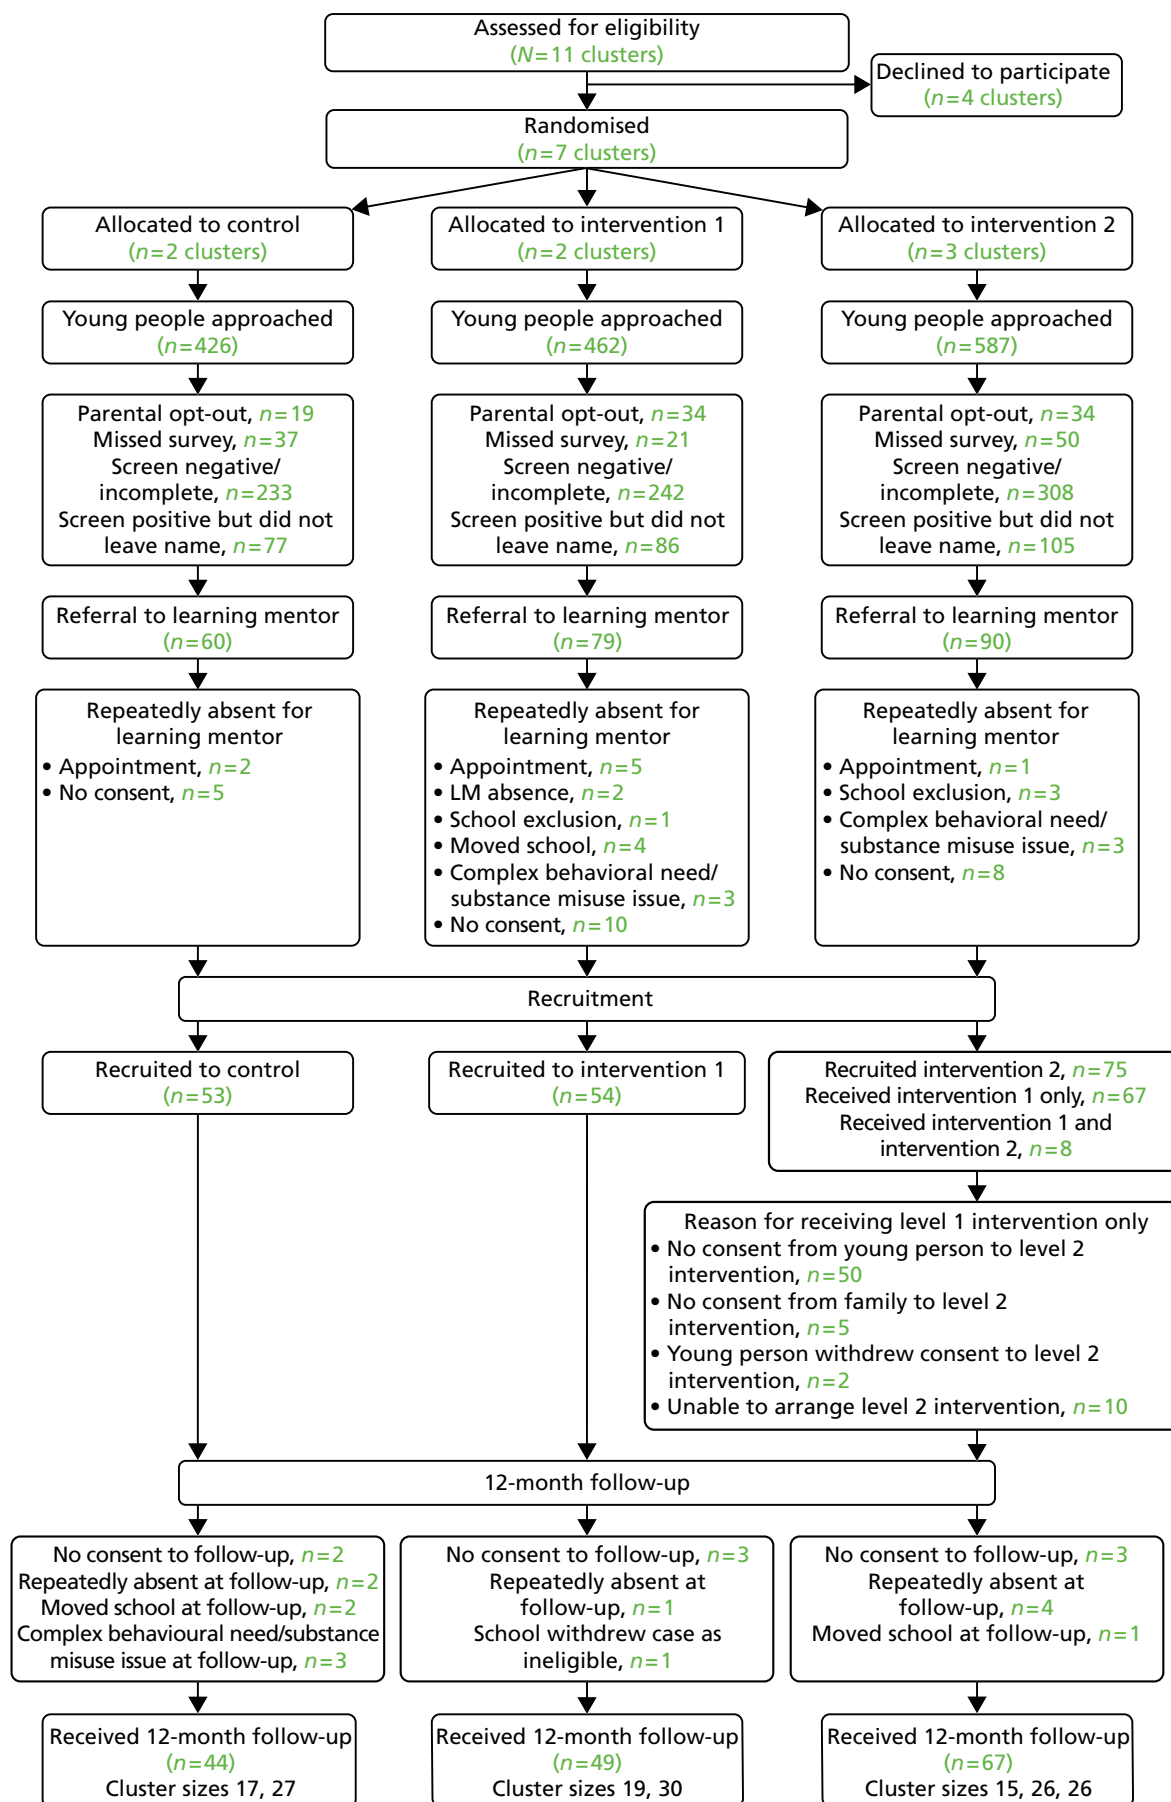 Assessed for eligibility
(N=11 clusters)
Declined to participate
(n=4 clusters)
Randomised
(n=7 clusters)
Allocated to control
(n=2 clusters)
Allocated to intervention 1
(n=2 clusters)
Allocated to intervention 2
(n=3 clusters)
Young people approached
(n=426)
Young people approached
(n=462)
Young people approached
(n=587)
Parental opt-out, n=19
Missed survey, n=37
Screen negative/
incomplete, n=233
Screen positive but did not
leave name, n=77
Parental opt-out, n=34
Missed survey, n=21
Screen negative/
incomplete, n=242
Screen positive but did not
leave name, n=86
Parental opt-out, n=34
Missed survey, n=50
Screen negative/
incomplete, n=308
Screen positive but did not
leave name, n=105
Referral to learning mentor
(n=60)
Referral to learning mentor
(n=79)
Referral to learning mentor
(n=90)
Repeatedly absent for
learning mentor
• Appointment, n=2
• No consent, n=5
Repeatedly absent for
learning mentor
• Appointment, n=5
• LM absence, n=2
• School exclusion, n=1
• Moved school, n=4
• Complex behavioral need/
substance misuse issue, n=3
• No consent, n=10
Repeatedly absent for
learning mentor
• Appointment, n=1
• School exclusion, n=3
• Complex behavioral need/
substance misuse issue, n=3
• No consent, n=8
Recruitment
Recruited to control
(n=53)
Recruited to intervention 1
(n=54)
Recruited intervention 2, n=75
Received intervention 1 only, n=67
Received intervention 1 and
intervention 2, n=8
Reason for receiving level 1 intervention only
• No consent from young person to level 2
intervention, n=50
• No consent from family to level 2
intervention, n=5
• Young person withdrew consent to level 2
intervention, n=2
• Unable to arrange level 2 intervention, n=10
12-month follow-up
No consent to follow-up, n=2
Repeatedly absent at follow-up, n=2
Moved school at follow-up, n=2
Complex behavioural need/substance
misuse issue at follow-up, n=3
No consent to follow-up, n=3
Repeatedly absent at
follow-up, n=1
School withdrew case as
ineligible, n=1
No consent to follow-up, n=3
Repeatedly absent at
follow-up, n=4
Moved school at follow-up, n=1
Received 12-month follow-up
(n=44)
Cluster sizes 17, 27
Received 12-month follow-up
(n=49)
Cluster sizes 19, 30
Received 12-month follow-up
(n=67)
Cluster sizes 15, 26, 26